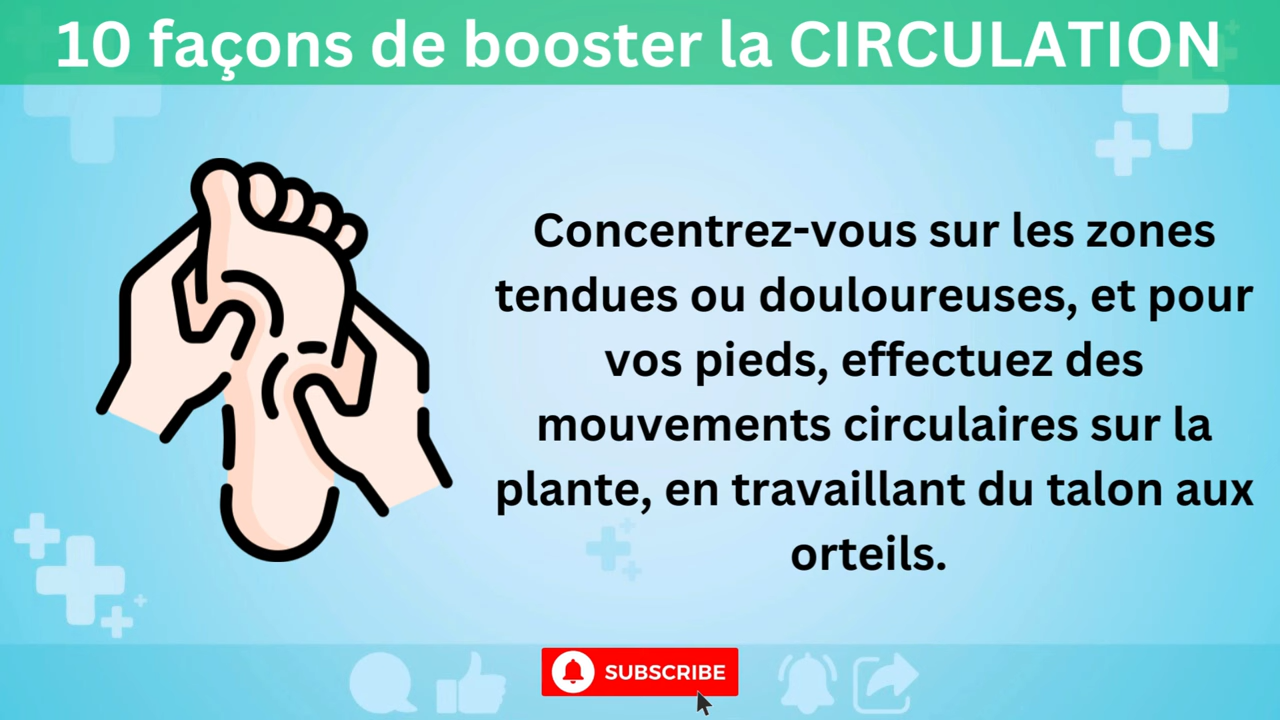 10 façons de booster la CIRCULATION
Concentrez-vous sur les zones
tendues ou douloureuses, et pour
vos pieds, effectuez des
mouvements circulaires sur la
plante, en travaillant du talon aux
orteils.
SUBSCRIBE